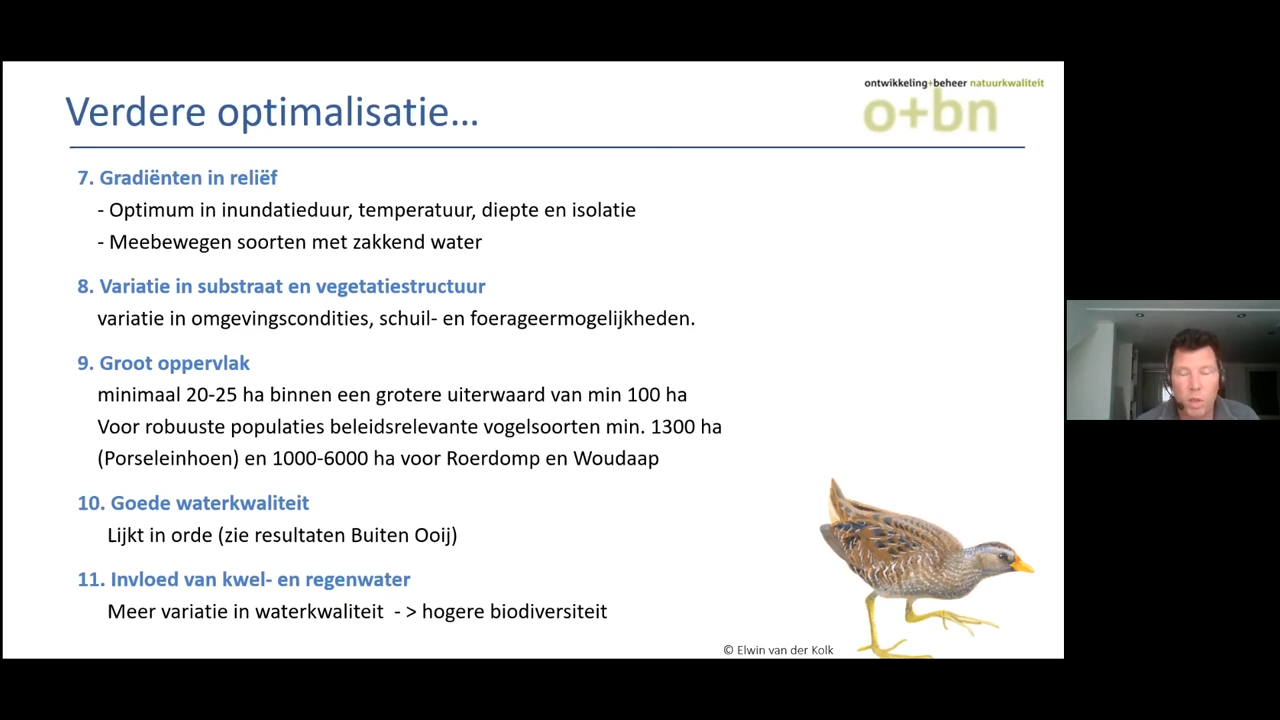 ontwikkeling+beheer natuurkwaliteit
o+bn
Verdere optimalisatie...
7. Gradiënten in reliëf
- Optimum in inundatieduur, temperatuur, diepte en isolatie
- Meebewegen soorten met zakkend water
8. Variatie in substraat en vegetatiestructuur
variatie in omgevingscondities, schuil- en foerageermogelijkheden.
9. Groot oppervlak
minimaal 20-25 ha binnen een grotere uiterwaard van min 100 ha
Voor robuuste populaties beleidsrelevante vogelsoorten min. 1300 ha
(Porseleinhoen) en 1000-6000 ha voor Roerdomp en Woudaap
10. Goede waterkwaliteit
Lijkt in orde (zie resultaten Buiten Ooij)
11. Invloed van kwel- en regenwater
Meer variatie in waterkwaliteit - > hogere biodiversiteit
© Elwin van der Kolk